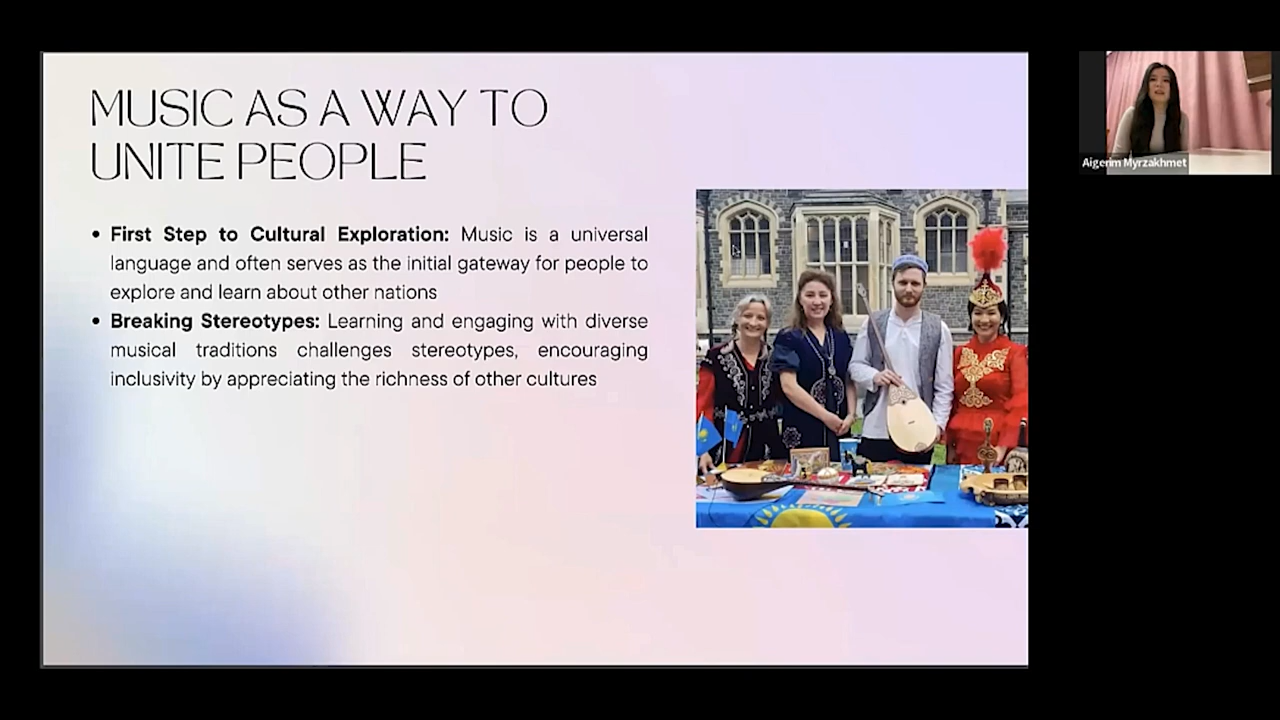 MUSIC AS A WAY TO
UNITE PEOPLE
• First Step to Cultural Exploration: Music is a universal
language and often serves as the initial gateway for people to
explore and learn about other nations
• Breaking Stereotypes: Learning and engaging with diverse
musical traditions challenges stereotypes, encouraging
inclusivity by appreciating the richness of other cultures
Aigerim Myrzakhmet